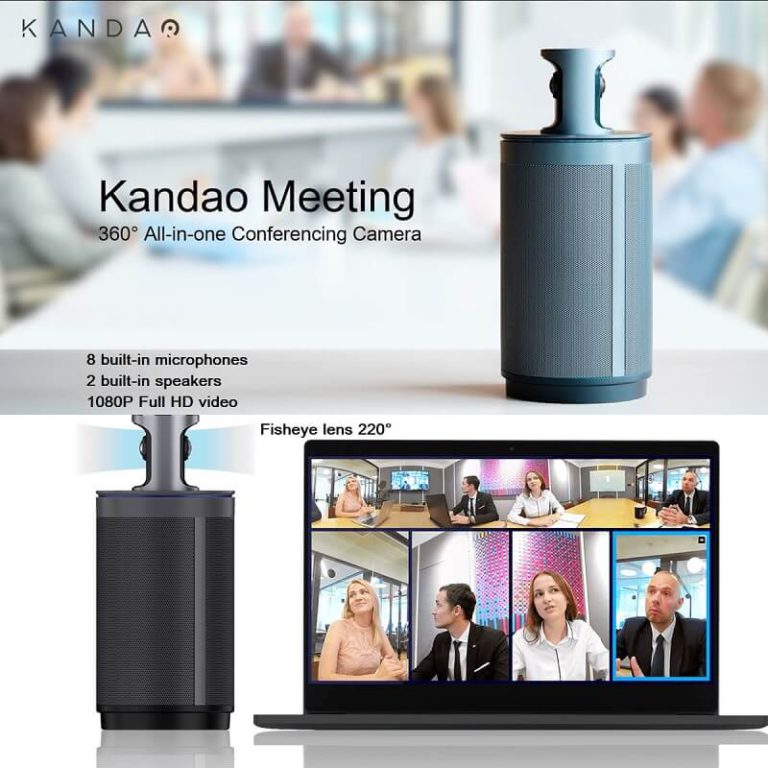 KANDAO
Kandao Meeting
360° All-in-one Conferencing Camera
8 built-in microphones
2 built-in speakers
1080P Full HD video
Fisheye lens 220°